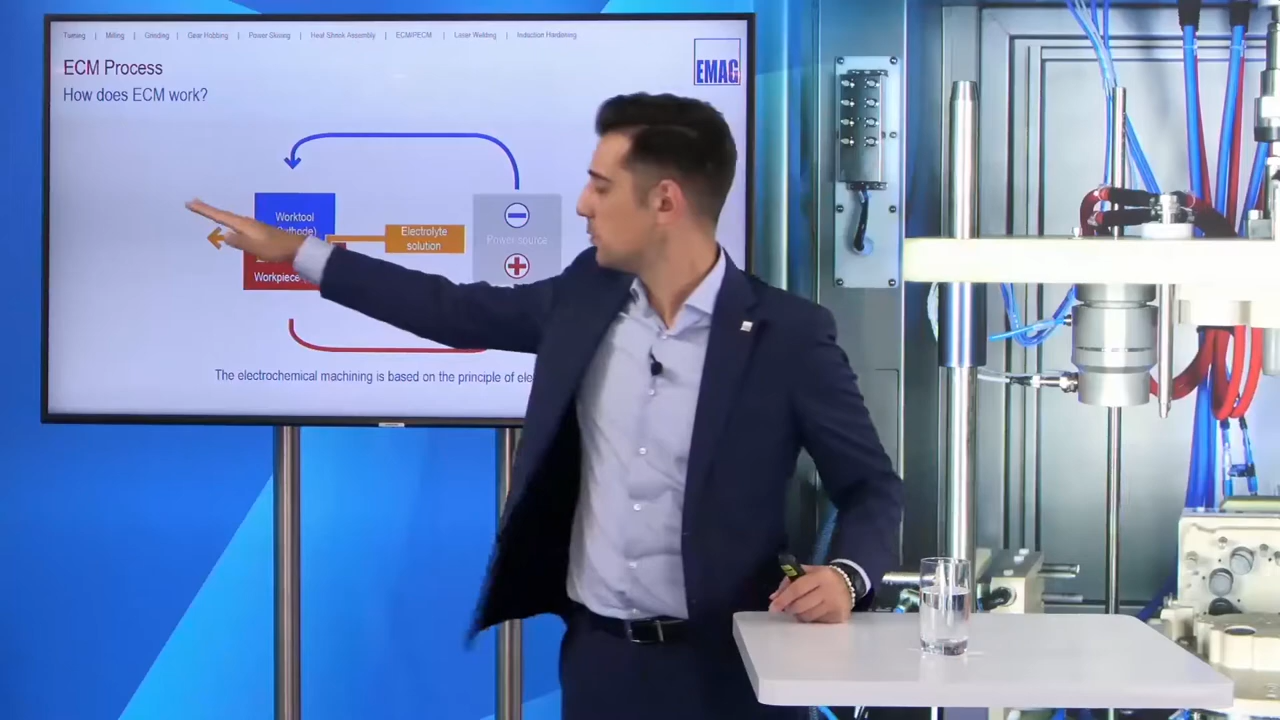 Turning | Milling | Grinding | Gear Hobbing | Power Skiving | Heat Shrink Assembly | ECM/PECM | Laser Welding | Induction Hardening
EMAG
ECM Process
How does ECM work?
Worktool
Electrolyte
solution
Power source
Workpiece
The electrochemical machining is based on the principle of ele